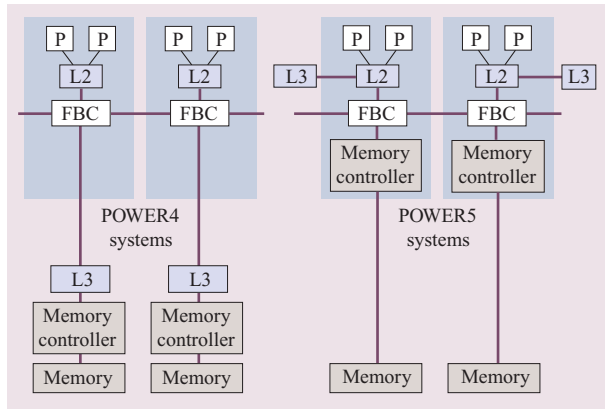 P P P P P P P P
L2 L2 L3 L2 L2 L3
FBC FBC FBC FBC
Memory controller Memory controller
POWER4 systems
POWER5 systems
L3 L3
Memory controller Memory controller
Memory Memory Memory Memory